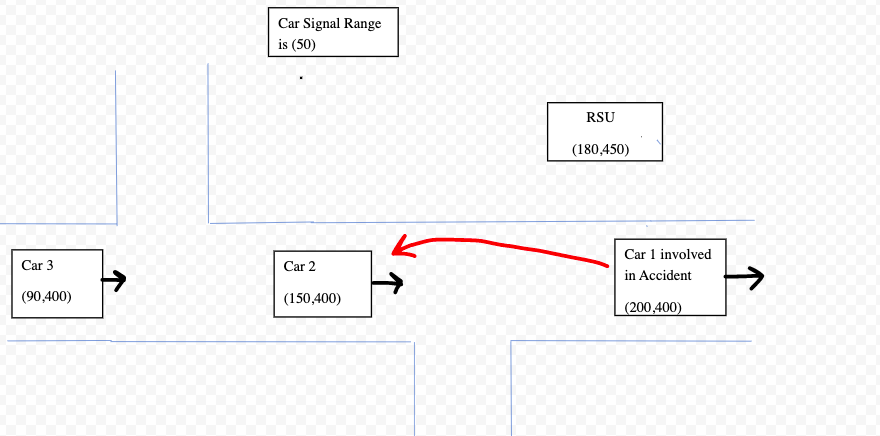 Car Signal Range
is (50)
RSU
(180,450)
Car 3
(90,400)
Car 2
(150,400)
Car 1 involved
in Accident
(200,400)